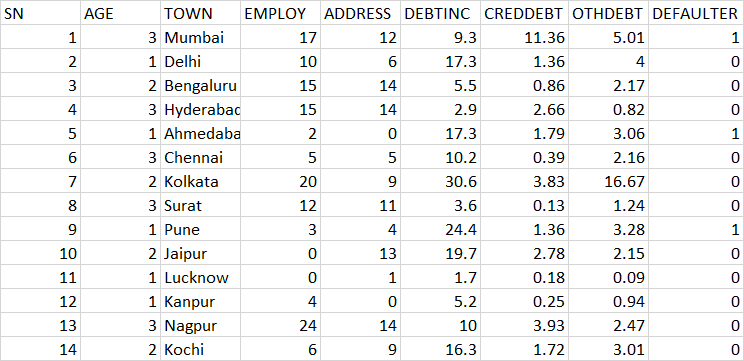 SN AGE TOWN EMPLOY ADDRESS DEBTINC CREDDEBT OTHDEBT DEFAULTER
1 3 Mumbai 17 12 9.3 11.36 5.01 1
2 1 Delhi 10 6 17.3 1.36 4 0
3 2 Bengaluru 15 14 5.5 0.86 2.17 0
4 3 Hyderabad 15 14 2.9 2.66 0.82 0
5 1 Ahmedaba 2 0 17.3 1.79 3.06 1
6 3 Chennai 5 5 10.2 0.39 2.16 0
7 2 Kolkata 20 9 30.6 3.83 16.67 0
8 3 Surat 12 11 3.6 0.13 1.24 0
9 1 Pune 3 4 24.4 1.36 3.28 1
10 2 Jaipur 0 13 19.7 2.78 2.15 0
11 1 Lucknow 0 1 1.7 0.18 0.09 0
12 1 Kanpur 4 0 5.2 0.25 0.94 0
13 3 Nagpur 24 14 10 3.93 2.47 0
14 2 Kochi 6 9 16.3 1.72 3.01 0